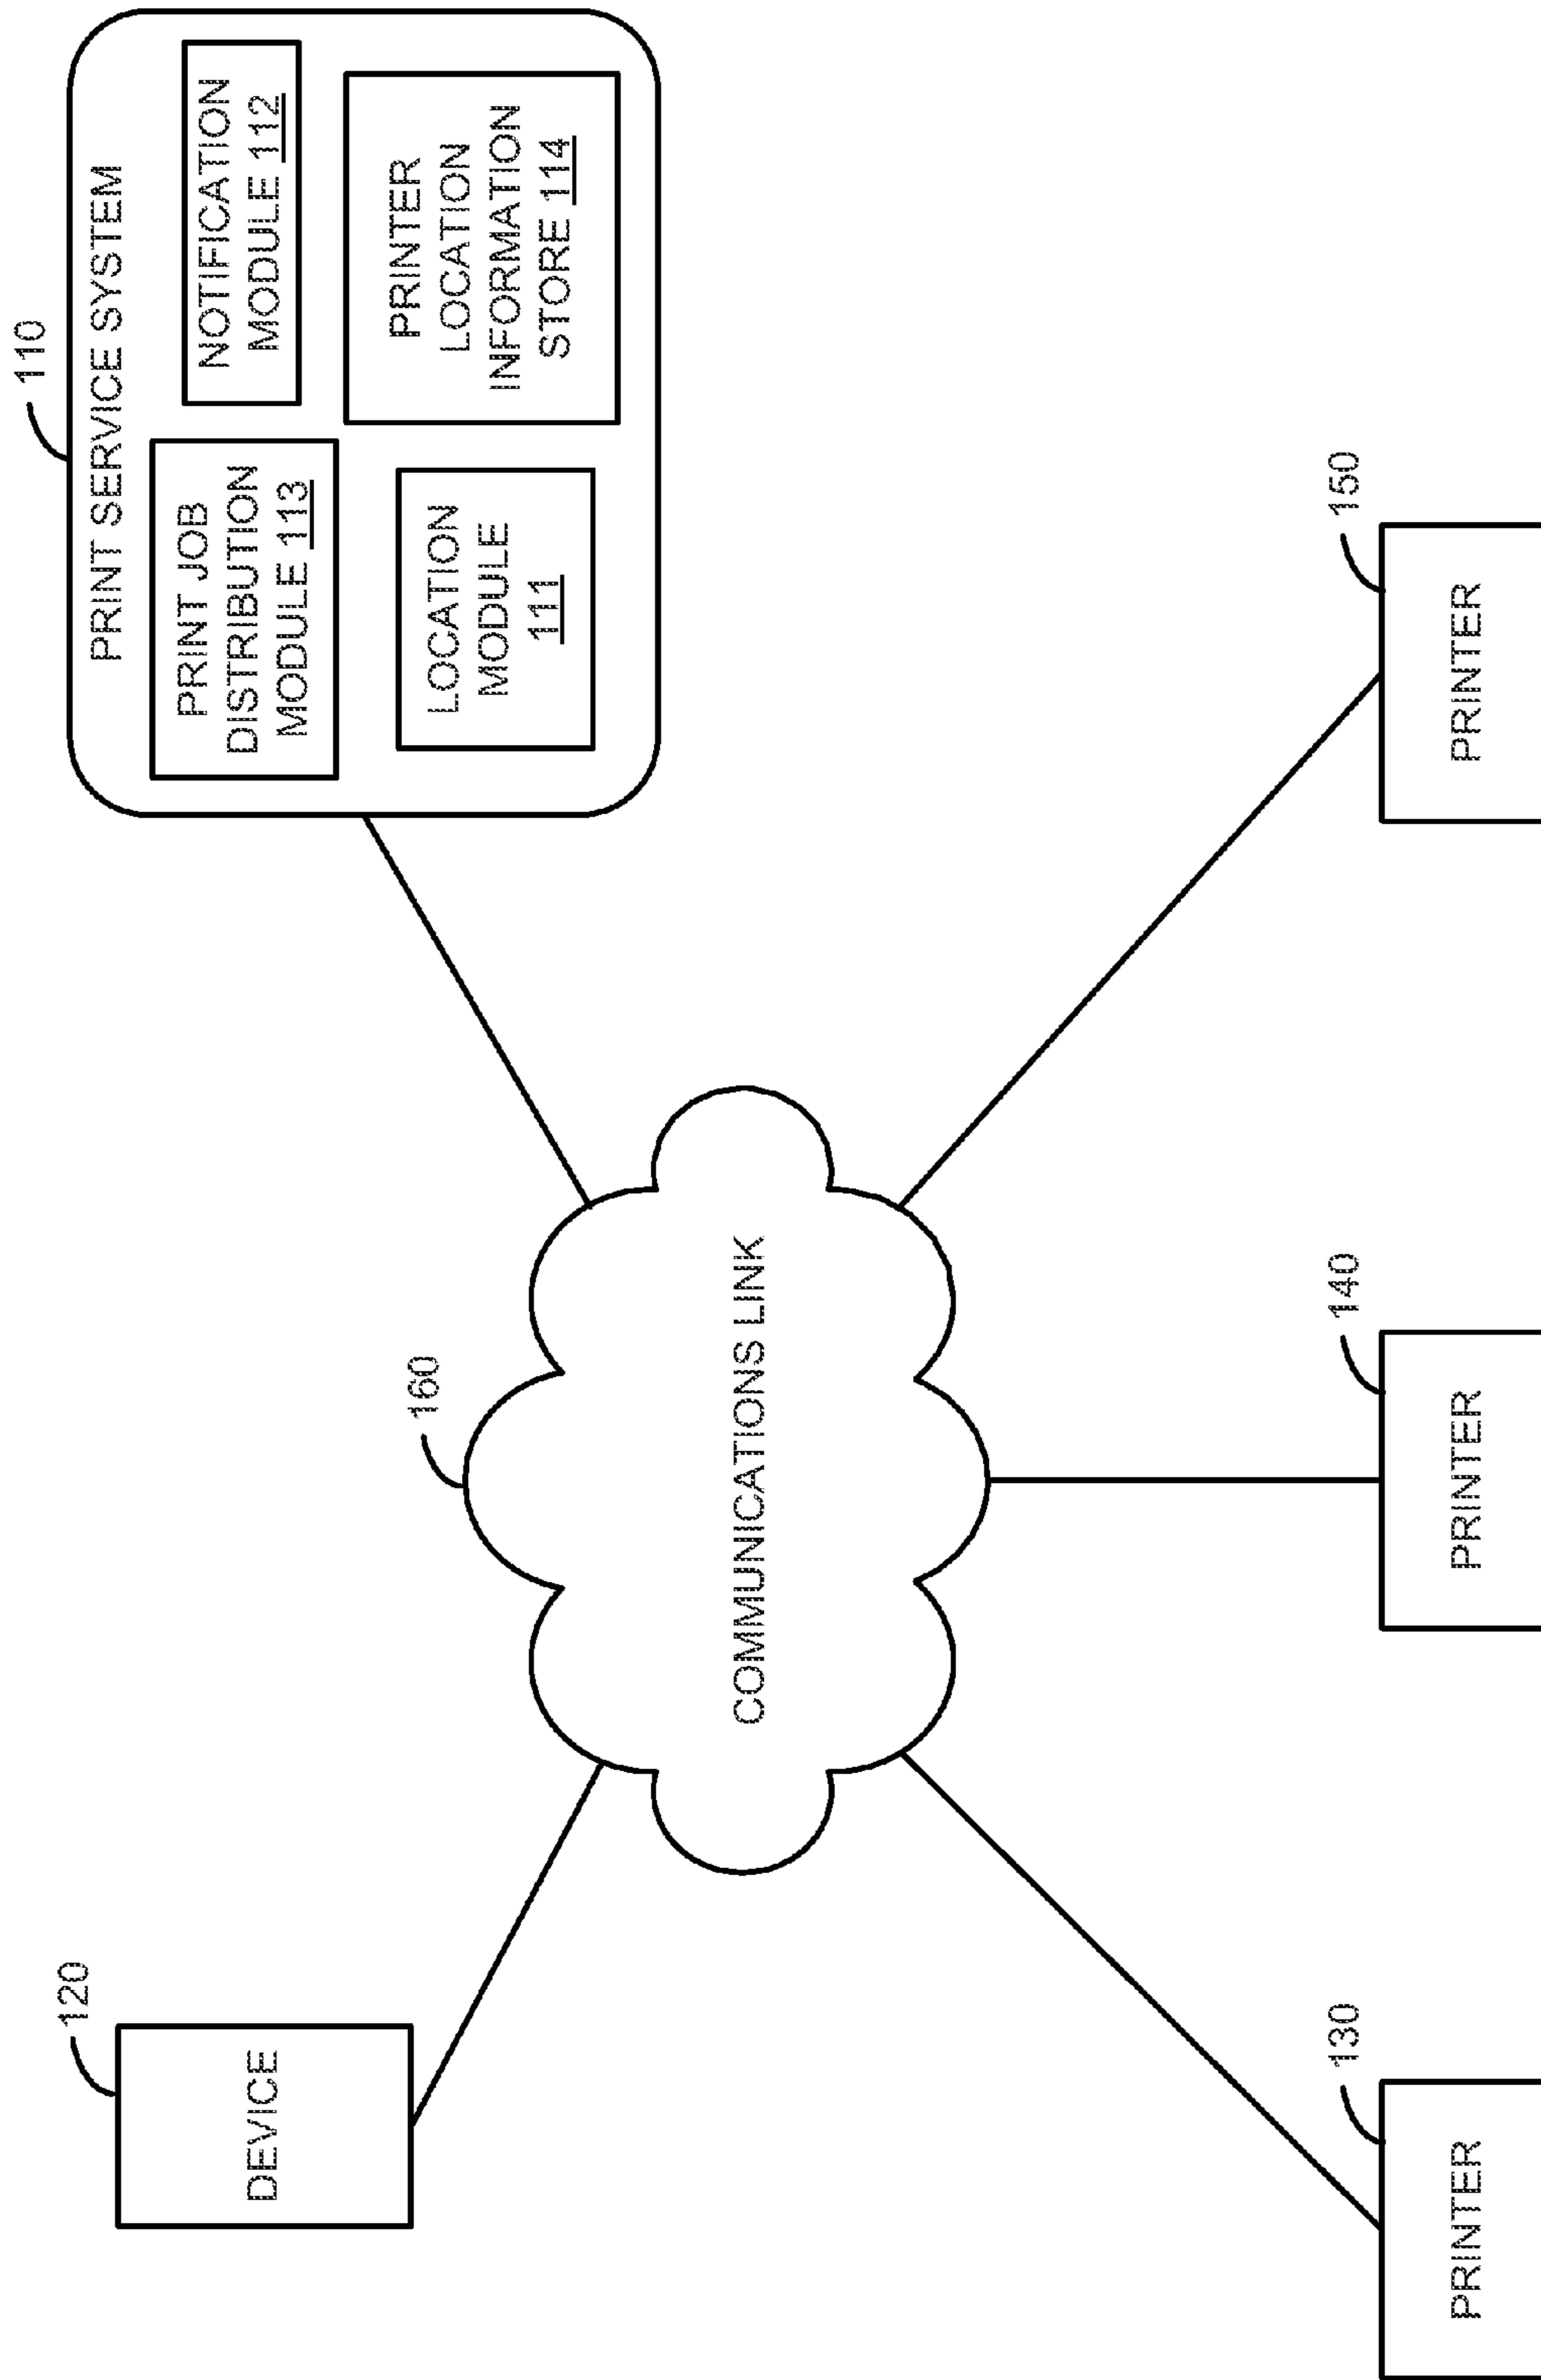 120
DEVICE
160
COMMUNICATIONS LINK
110
PRINT SERVICE SYSTEM
PRINT JOB
DISTRIBUTION
MODULE 113
NOTIFICATION
MODULE 112
LOCATION
MODULE
111
PRINTER
LOCATION
INFORMATION
STORE 114
130
PRINTER
140
PRINTER
150
PRINTER